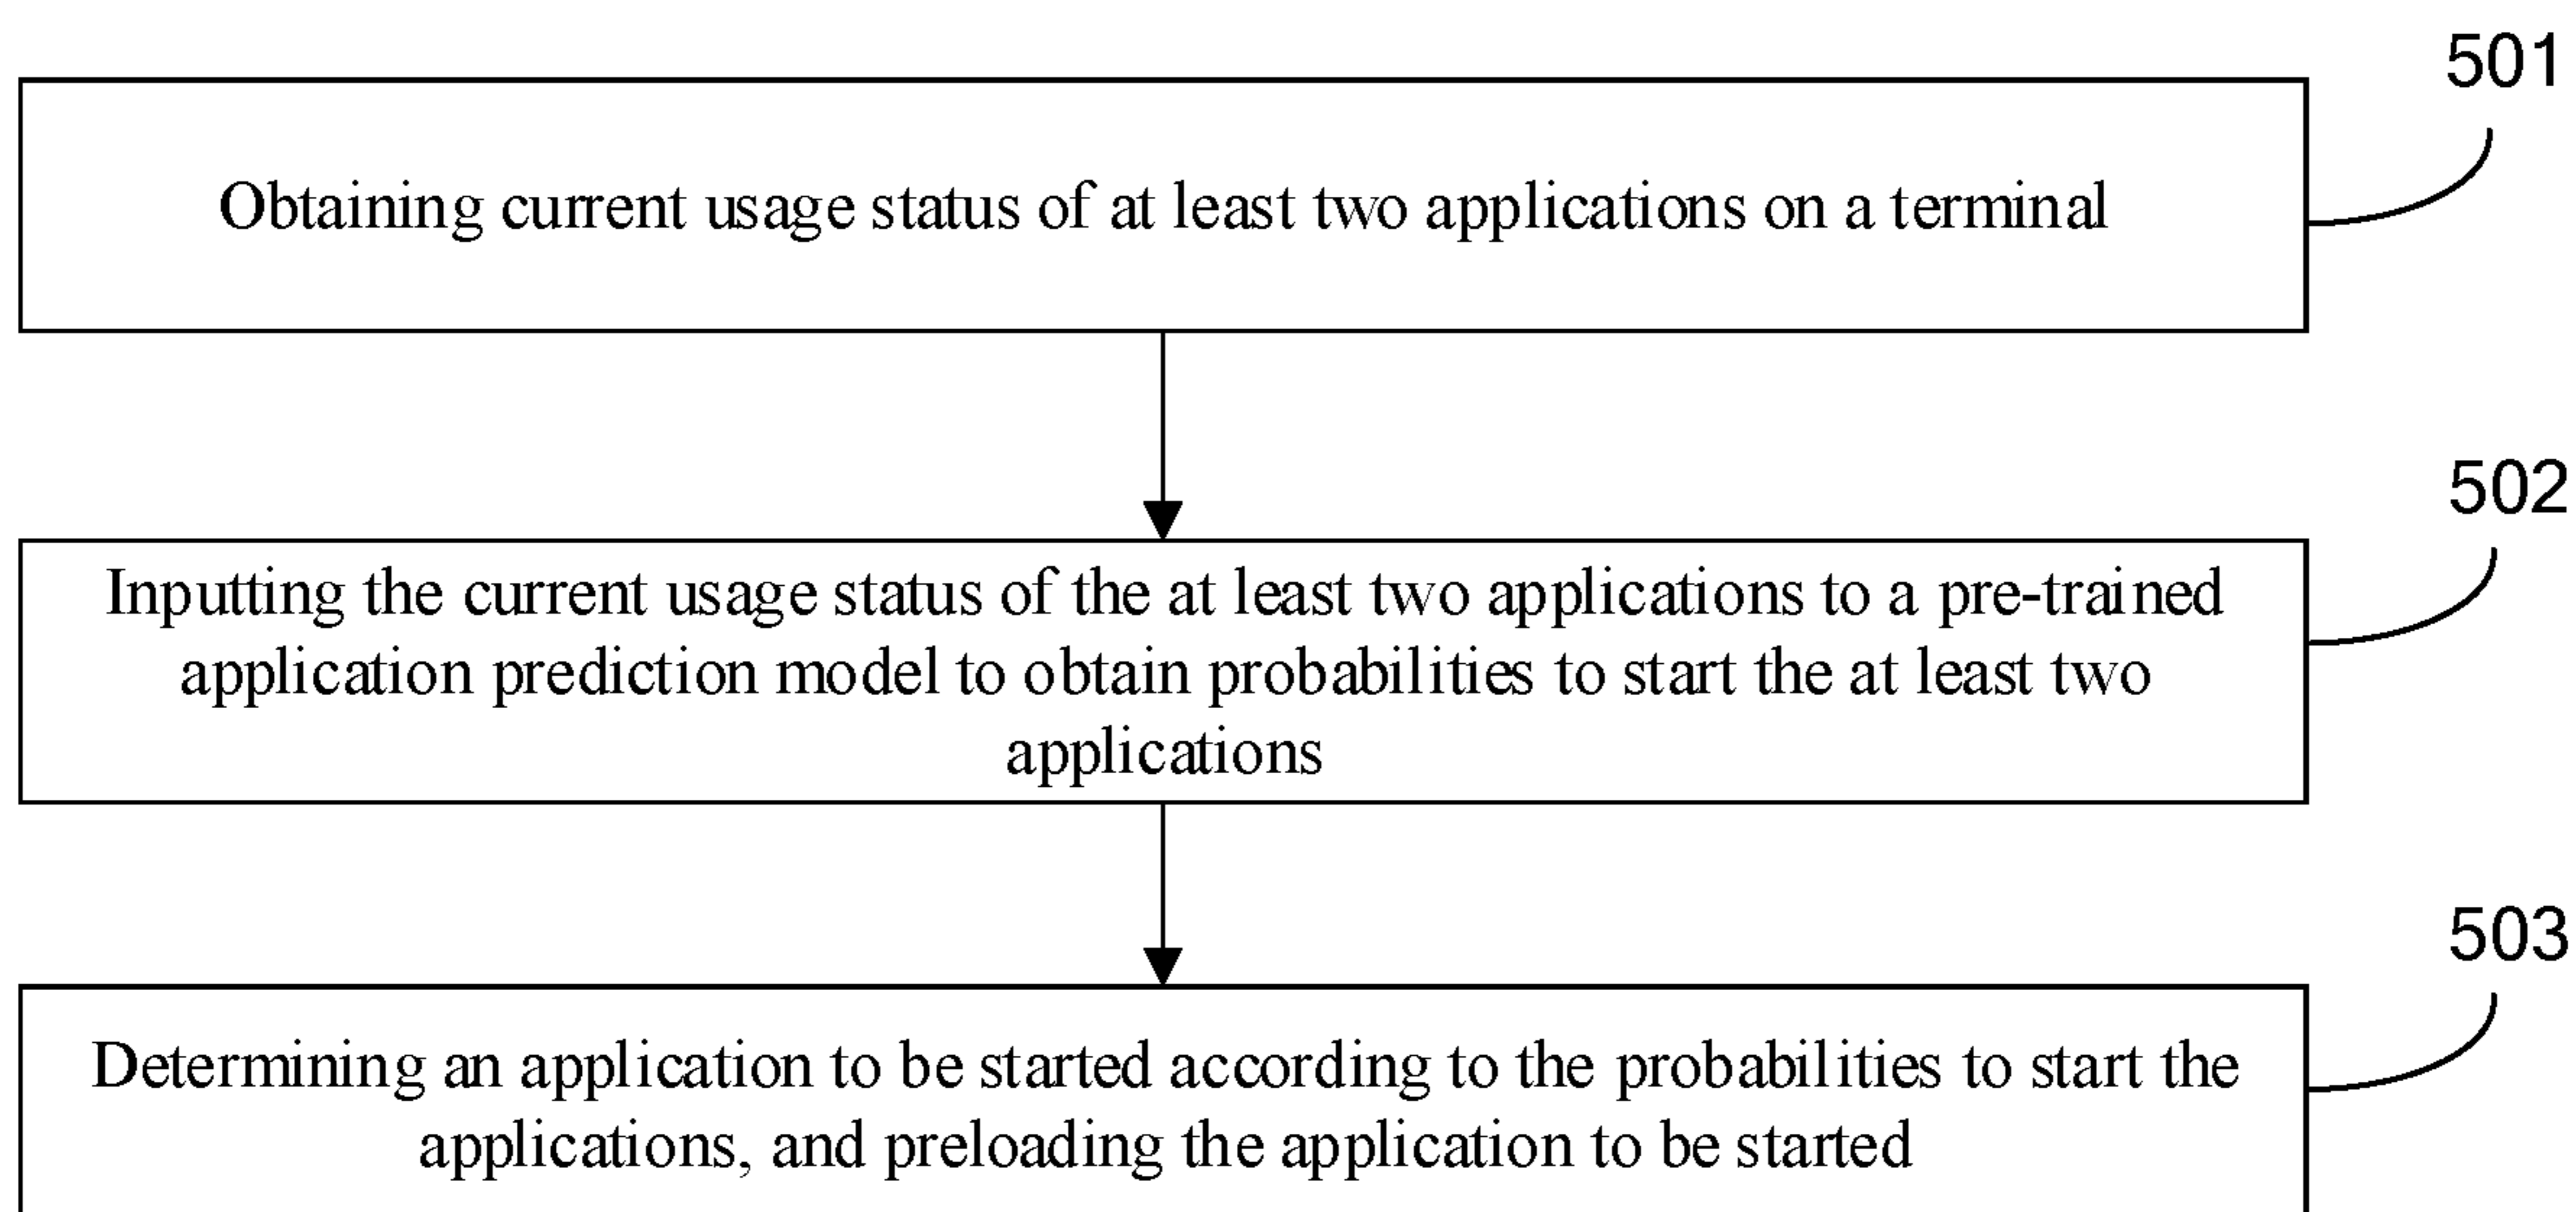 501
Obtaining current usage status of at least two applications on a terminal
502
Inputting the current usage status of the at least two applications to a pre-trained
application prediction model to obtain probabilities to start the at least two
applications
503
Determining an application to be started according to the probabilities to start the
applications, and preloading the application to be started